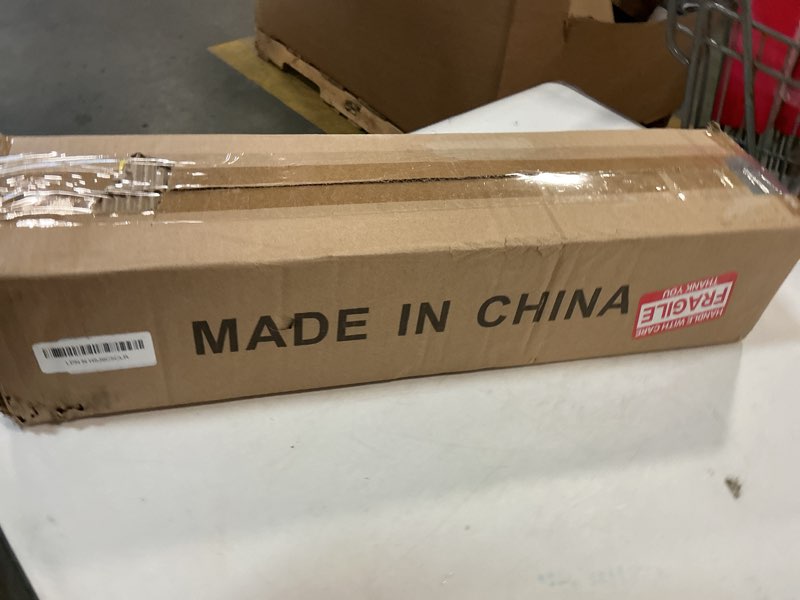 MADE IN CHINA
HANDLE WITH CARE
FRAGILE
THANK YOU